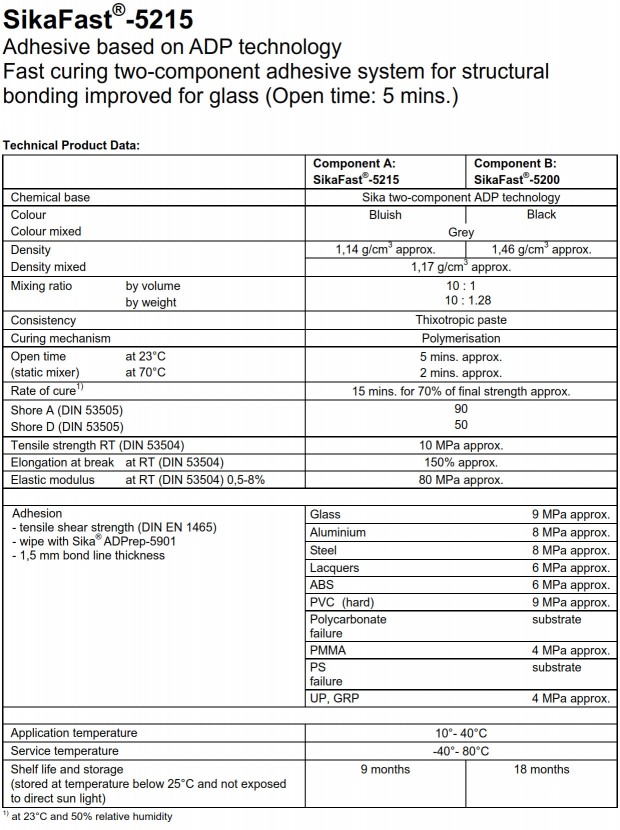 SikaFast®-5215
Adhesive based on ADP technology
Fast curing two-component adhesive system for structural
bonding improved for glass (Open time: 5 mins.)
Technical Product Data:
Component A: Component B:
SikaFast®-5215 SikaFast®-5200
Chemical base Sika two-component ADP technology
Colour Bluish Black
Colour mixed Grey
Density 1,14 g/cm³ approx. 1,46 g/cm³ approx.
Density mixed 1,17 g/cm³ approx.
Mixing ratio by volume 10 : 1
by weight 10 : 1.28
Consistency Thixotropic paste
Curing mechanism Polymerisation
Open time at 23°C 5 mins. approx.
(static mixer) at 70°C 2 mins. approx.
Rate of cure¹⁾ 15 mins. for 70% of final strength approx.
Shore A (DIN 53505) 90
Shore D (DIN 53505) 50
Tensile strength RT (DIN 53504) 10 MPa approx.
Elongation at break at RT (DIN 53504) 150% approx.
Elastic modulus at RT (DIN 53504) 0,5-8% 80 MPa approx.
Adhesion Glass 9 MPa approx.
- tensile shear strength (DIN EN 1465) Aluminium 8 MPa approx.
- wipe with Sika® ADPrep-5901 Steel 8 MPa approx.
- 1,5 mm bond line thickness Lacquers 6 MPa approx.
ABS 6 MPa approx.
PVC (hard) 9 MPa approx.
Polycarbonate substrate
failure
PMMA 4 MPa approx.
PS substrate
failure
UP, GRP 4 MPa approx.
Application temperature 10°- 40°C
Service temperature -40°- 80°C
Shelf life and storage 9 months 18 months
(stored at temperature below 25°C and not exposed
to direct sun light)
¹⁾ at 23°C and 50% relative humidity